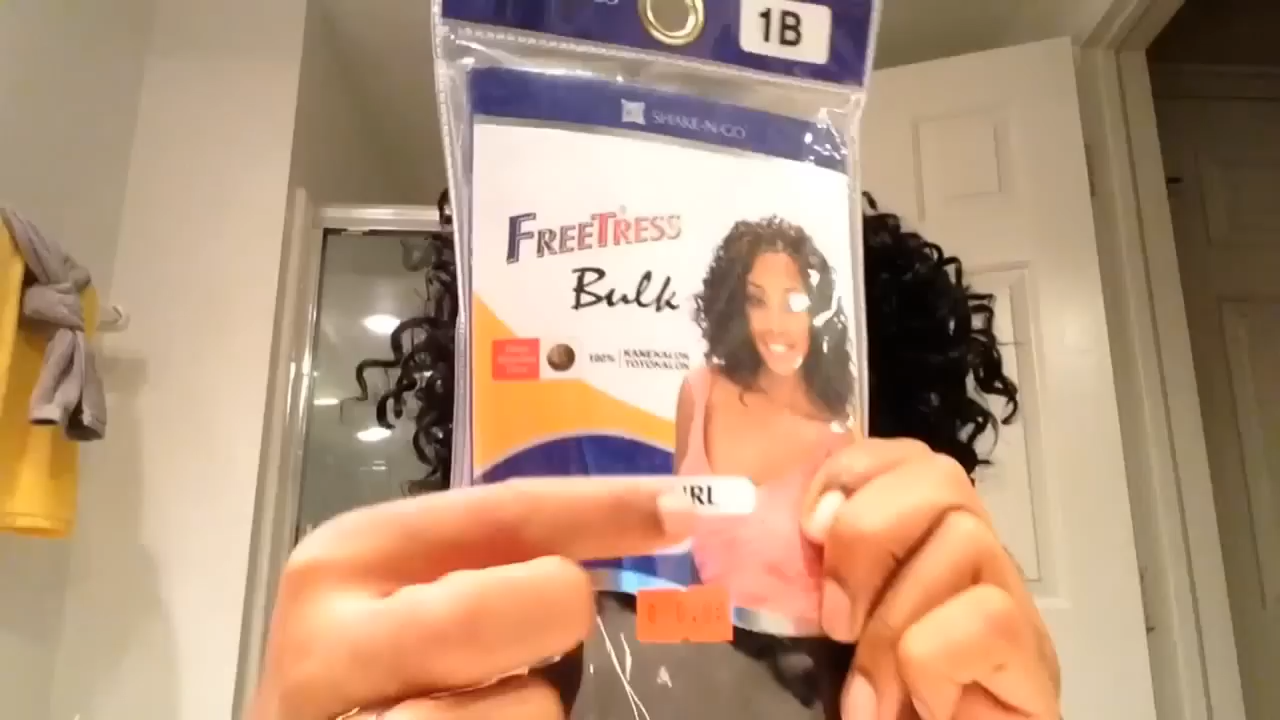 1B
SHAKE-N-GO
FREETRESS
Bulk
100% KANEKALON
TOYOKALON